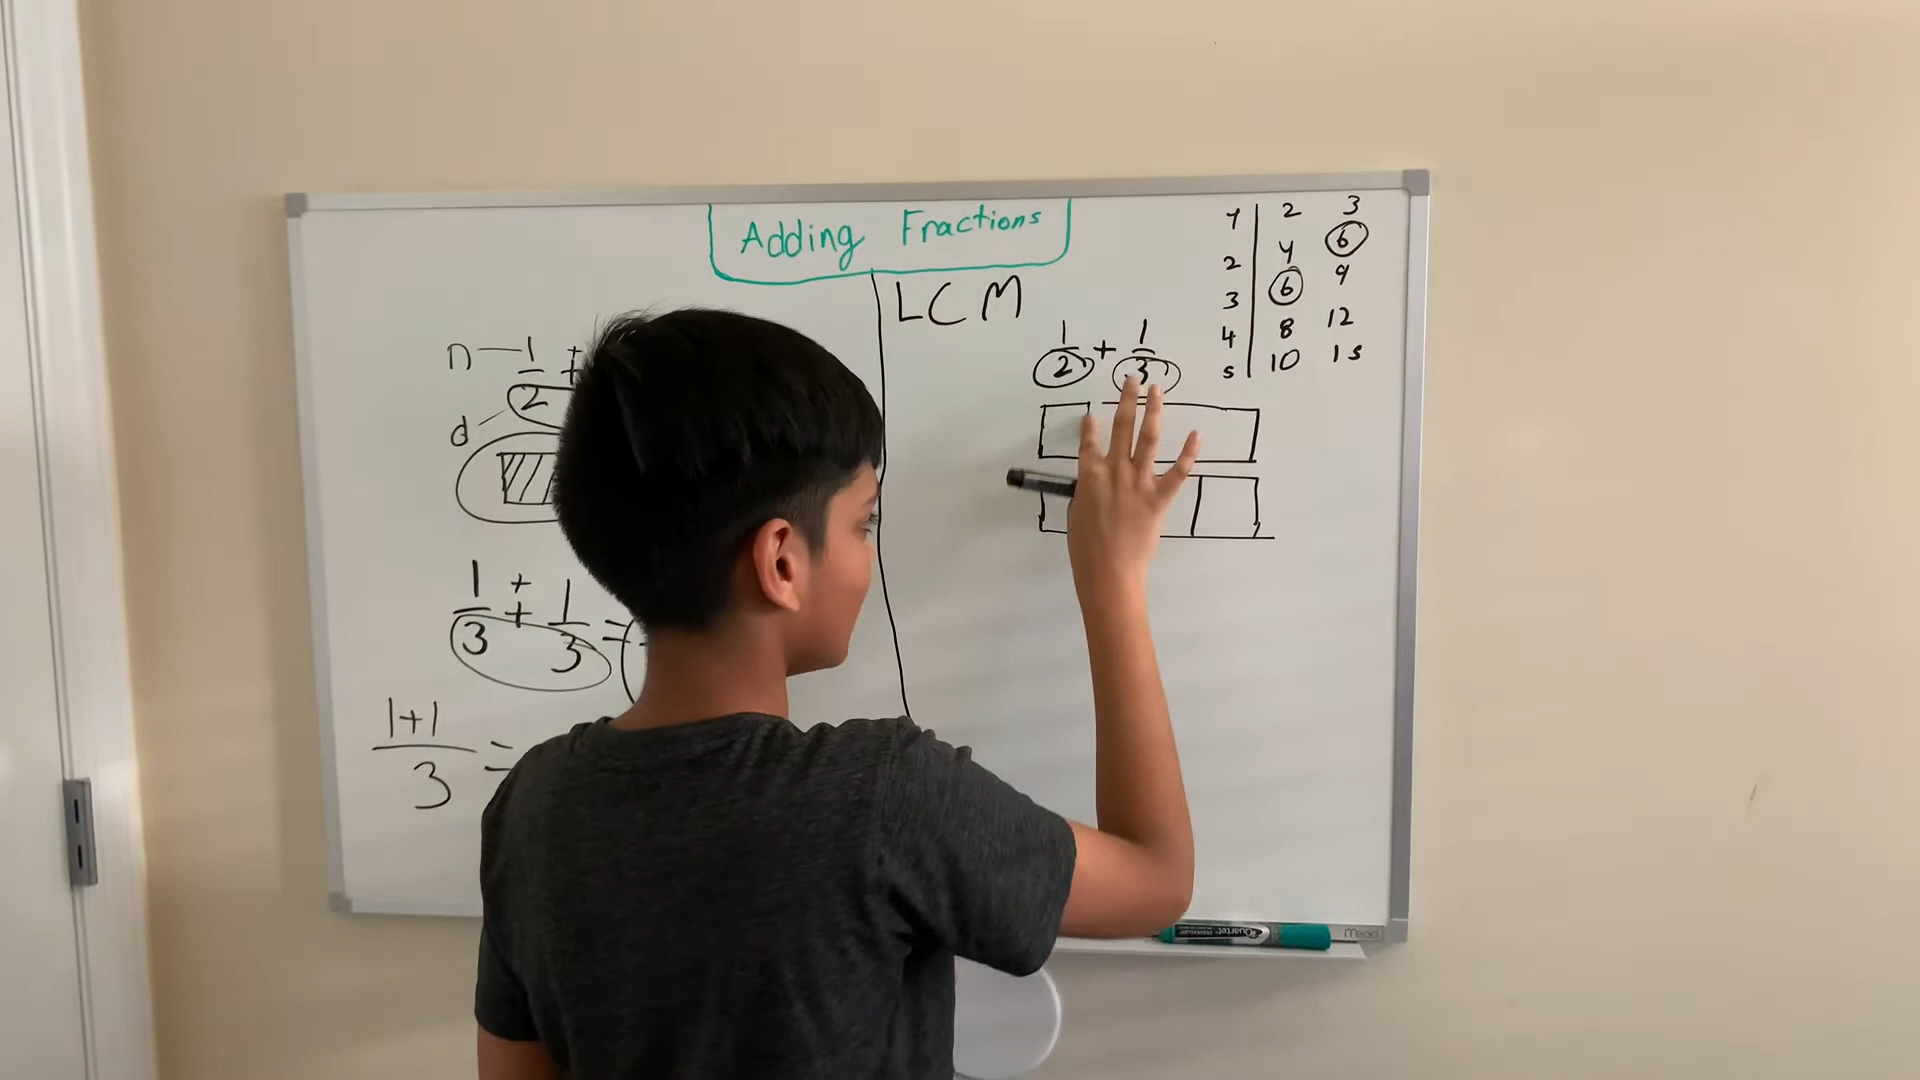 Adding Fractions
LCM
n — 1/2 +
d
1/3 + + 1/3 =
1+1/3 =
1/2 + 1/3
1 2 3
2 4 6
3 6 9
4 8 12
5 10 15
Quartet
Mead